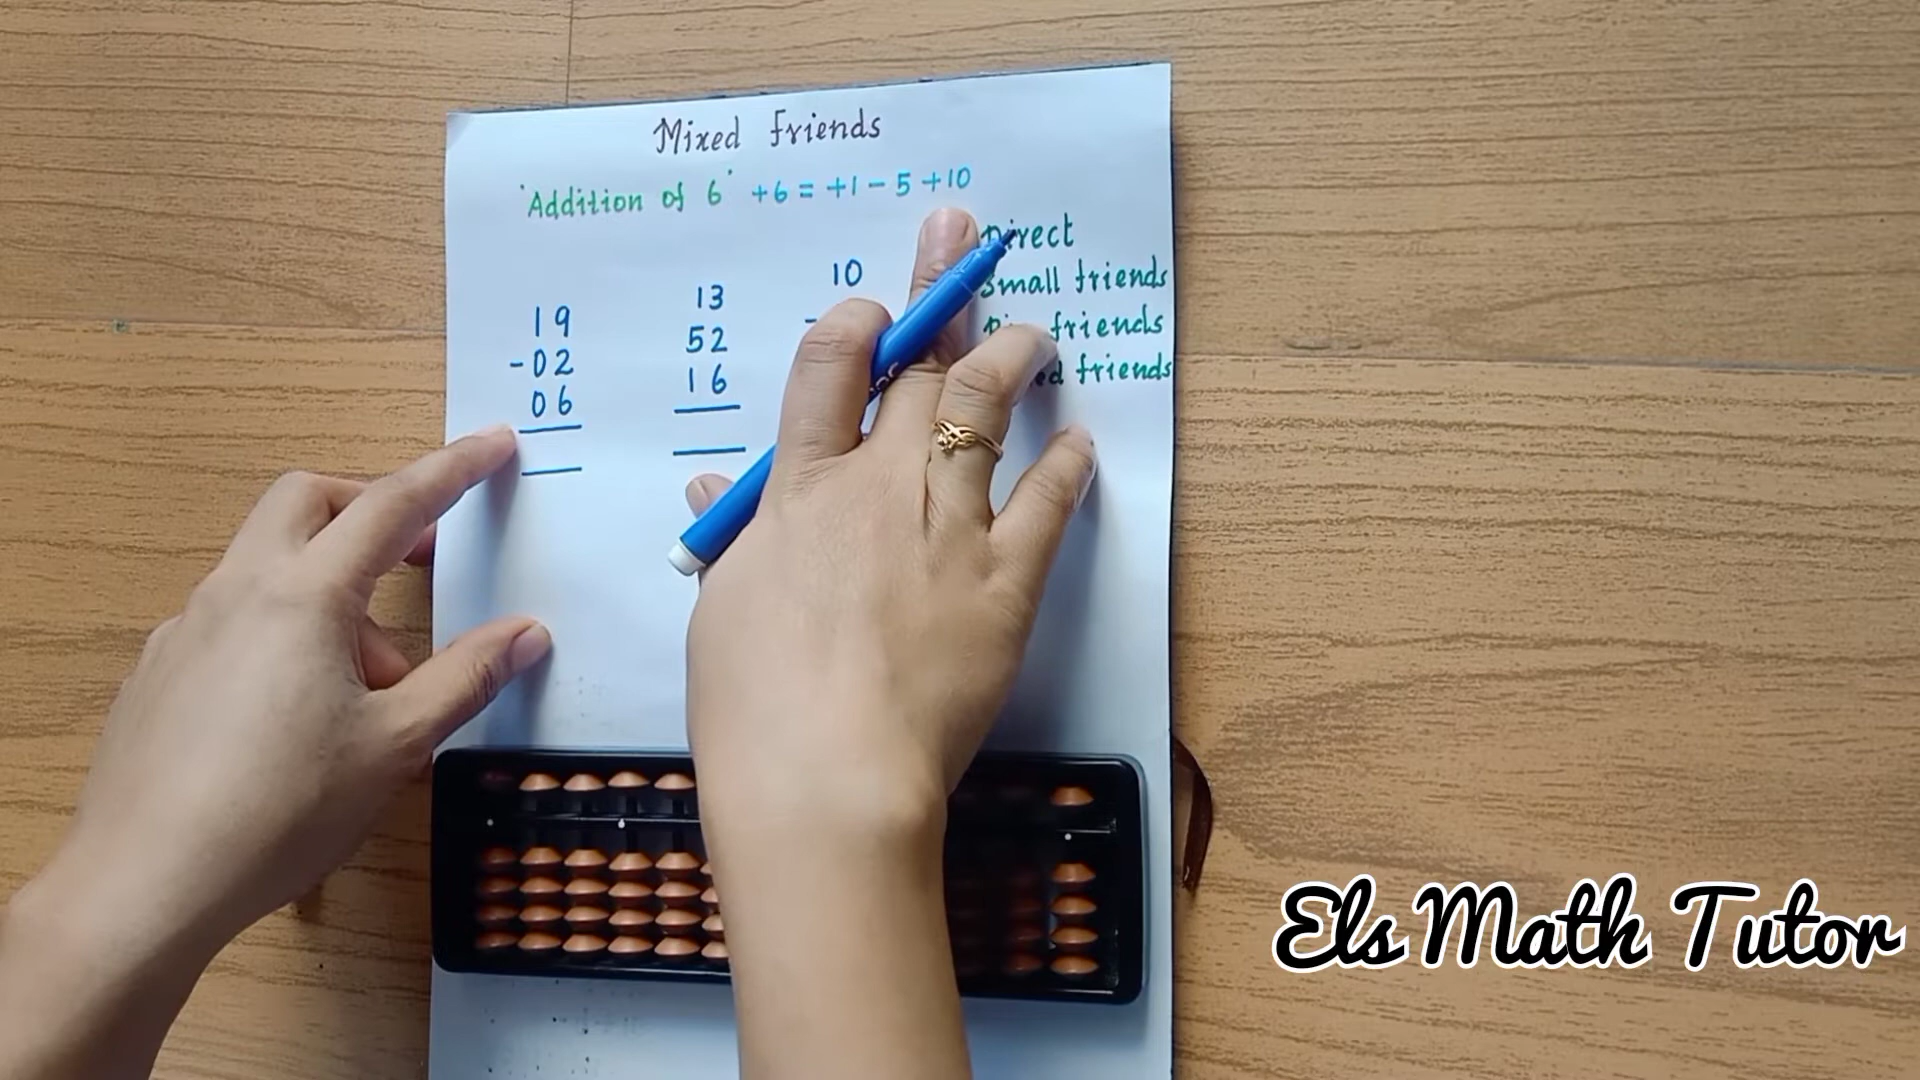 Mixed friends
'Addition of 6' +6 = +1 - 5 +10
Direct
Small friends
friends
friends
19
-02
06
13
52
16
10
-
Els Math Tutor